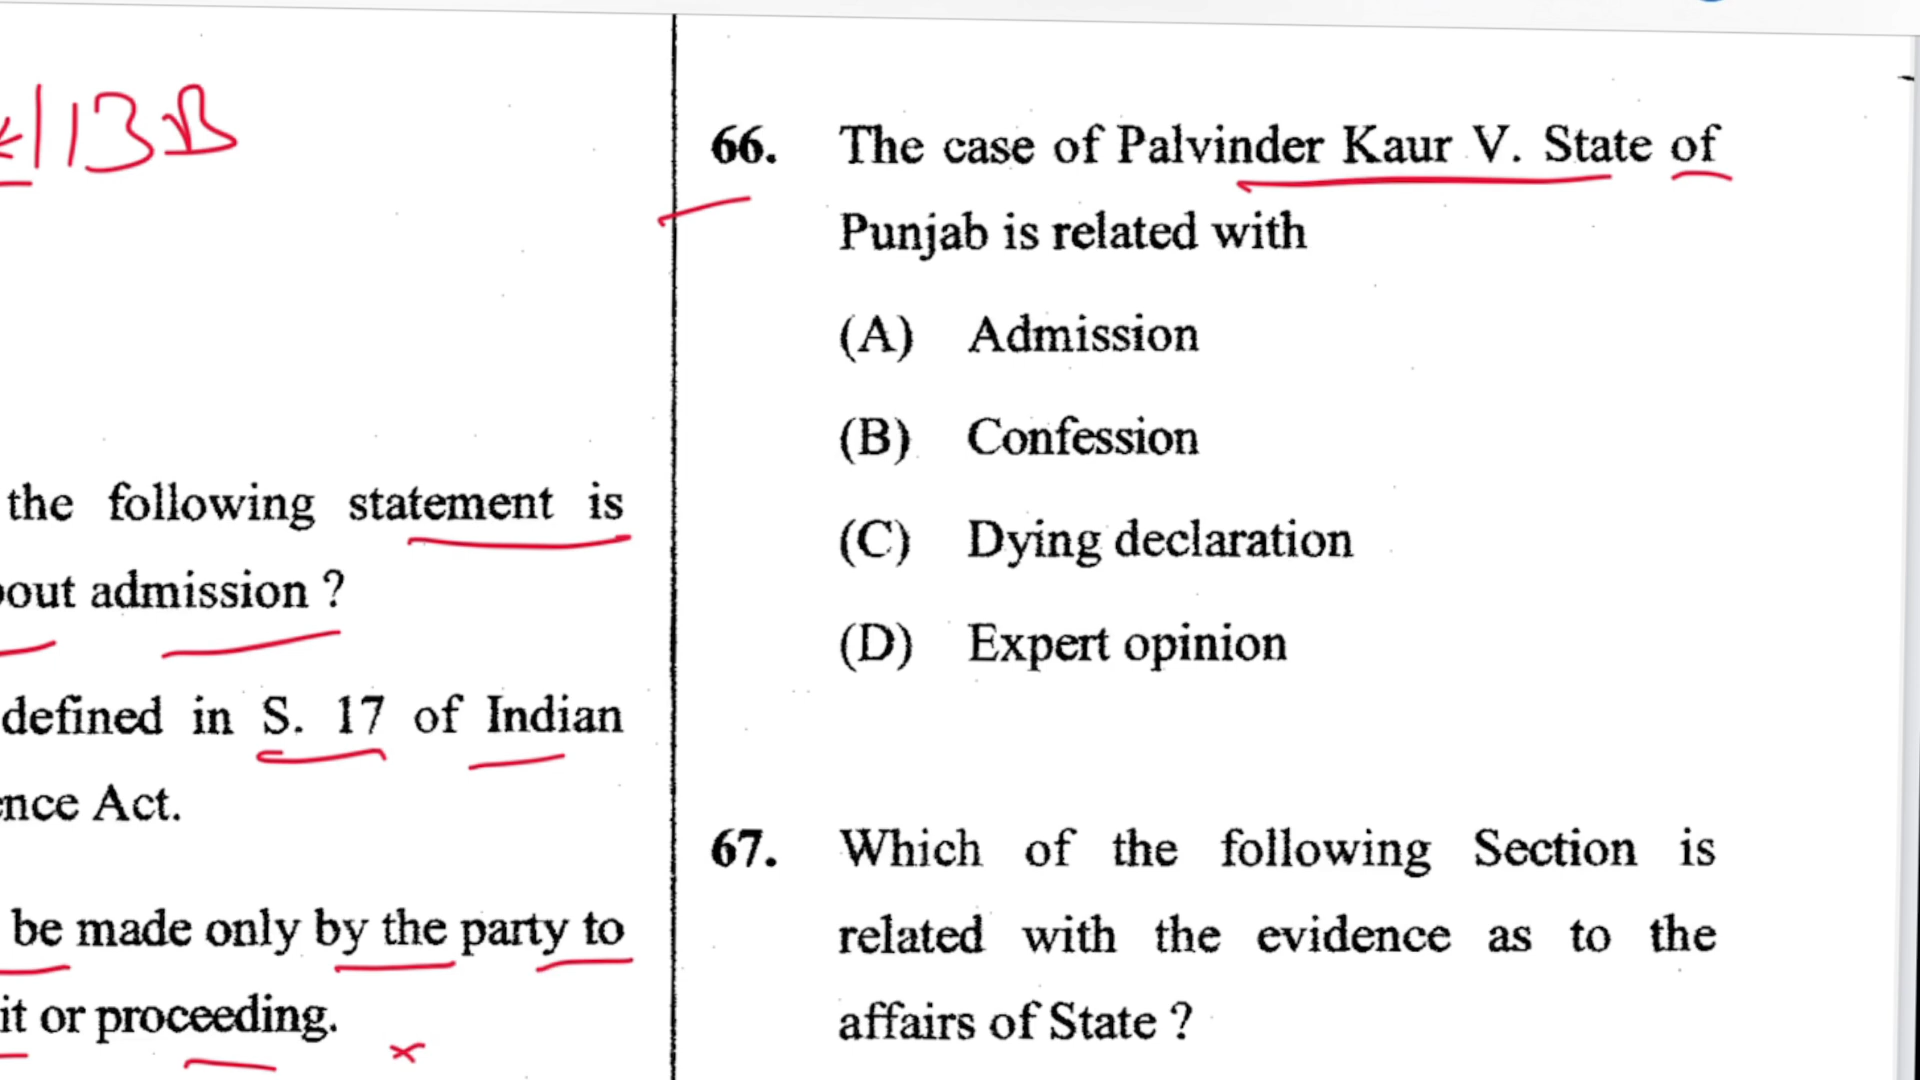 113B
the following statement is
out admission ?
defined in S. 17 of Indian
nce Act.
be made only by the party to
it or proceeding.
66. The case of Palvinder Kaur V. State of
Punjab is related with
(A) Admission
(B) Confession
(C) Dying declaration
(D) Expert opinion
67. Which of the following Section is
related with the evidence as to the
affairs of State ?